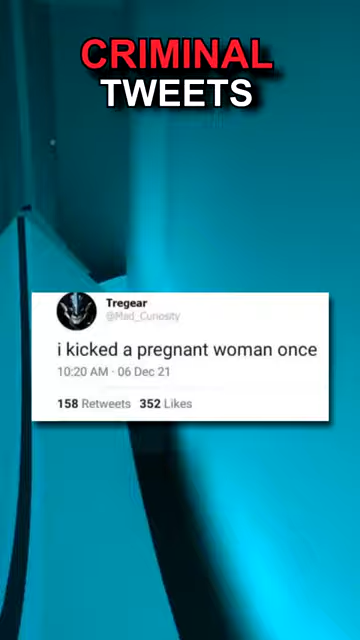 CRIMINAL
TWEETS
Tregear
@Mad_Curiosity
i kicked a pregnant woman once
10:20 AM · 06 Dec 21
158 Retweets 352 Likes